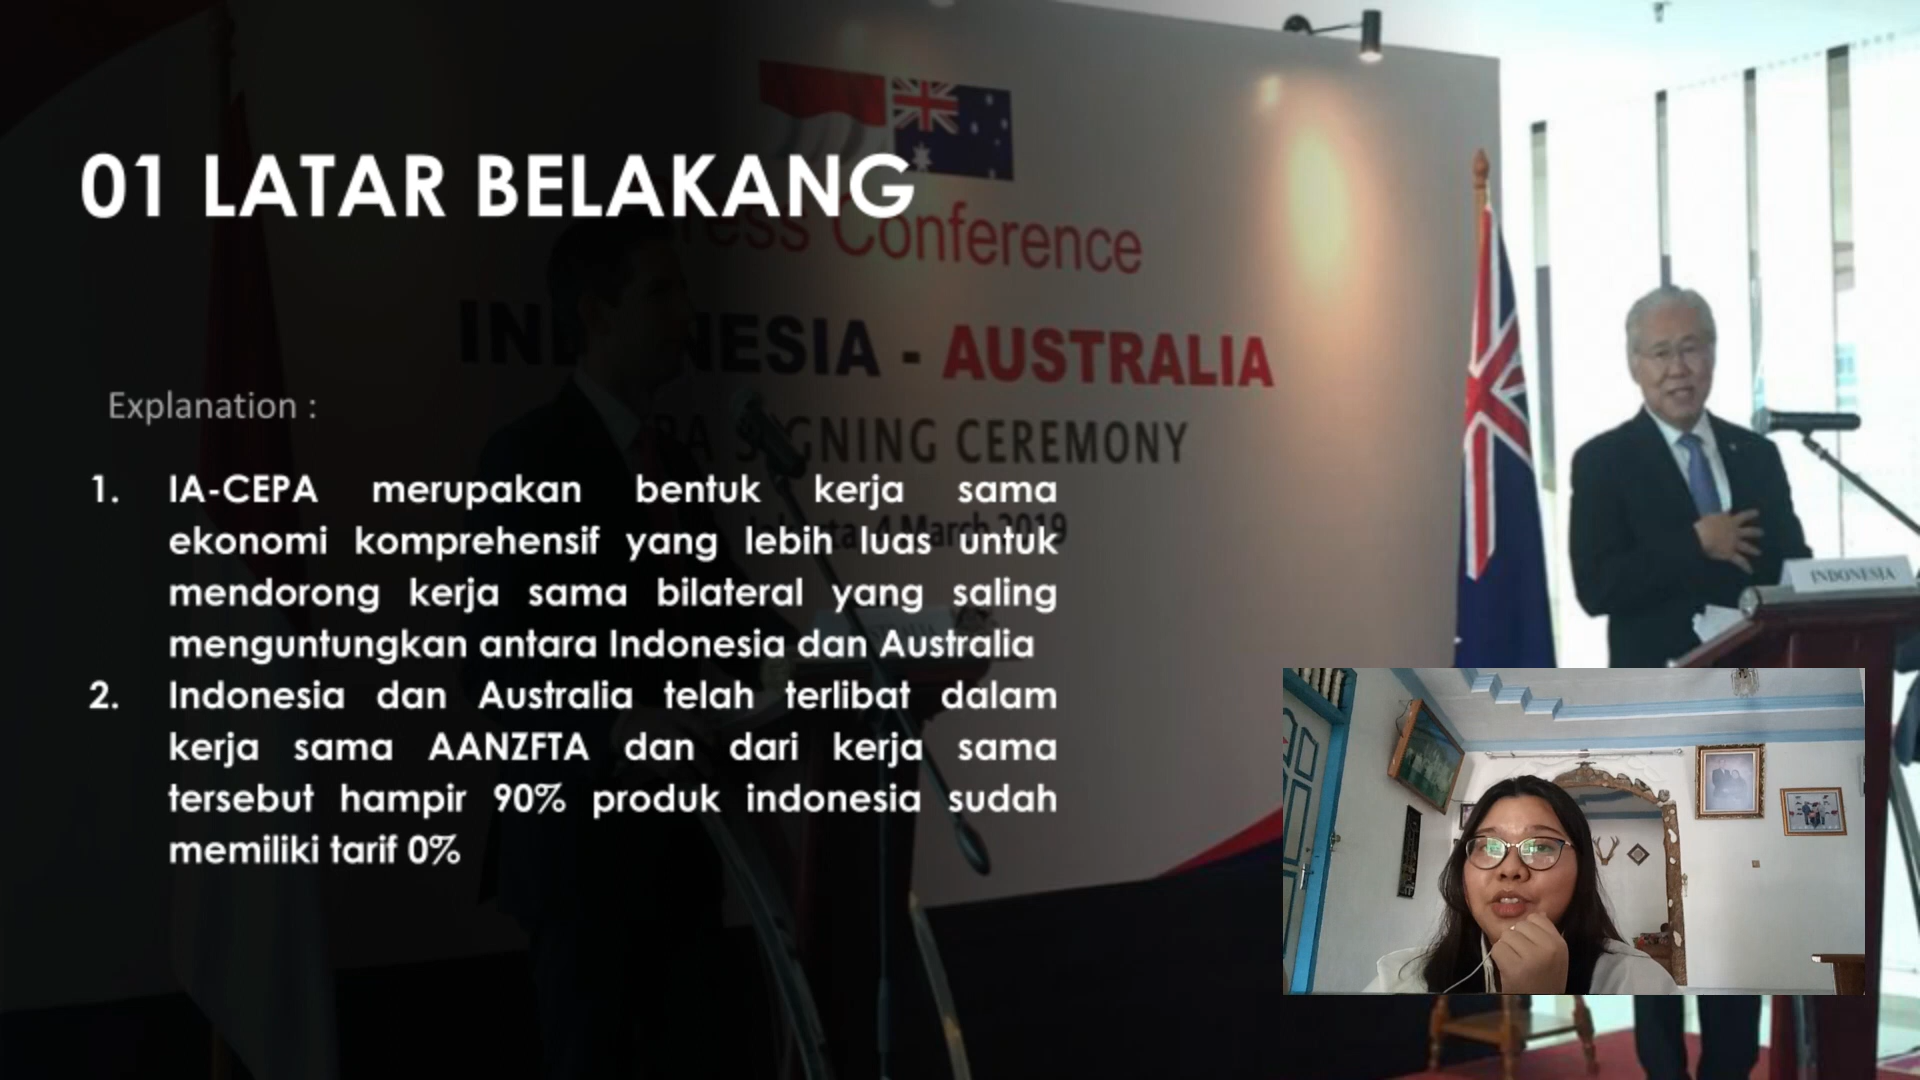 01 LATAR BELAKANG
Press Conference
INDONESIA - AUSTRALIA
SIGNING CEREMONY
4 March 2019
Explanation :
1. IA-CEPA merupakan bentuk kerja sama
ekonomi komprehensif yang lebih luas untuk
mendorong kerja sama bilateral yang saling
menguntungkan antara Indonesia dan Australia
2. Indonesia dan Australia telah terlibat dalam
kerja sama AANZFTA dan dari kerja sama
tersebut hampir 90% produk indonesia sudah
memiliki tarif 0%
INDONESIA